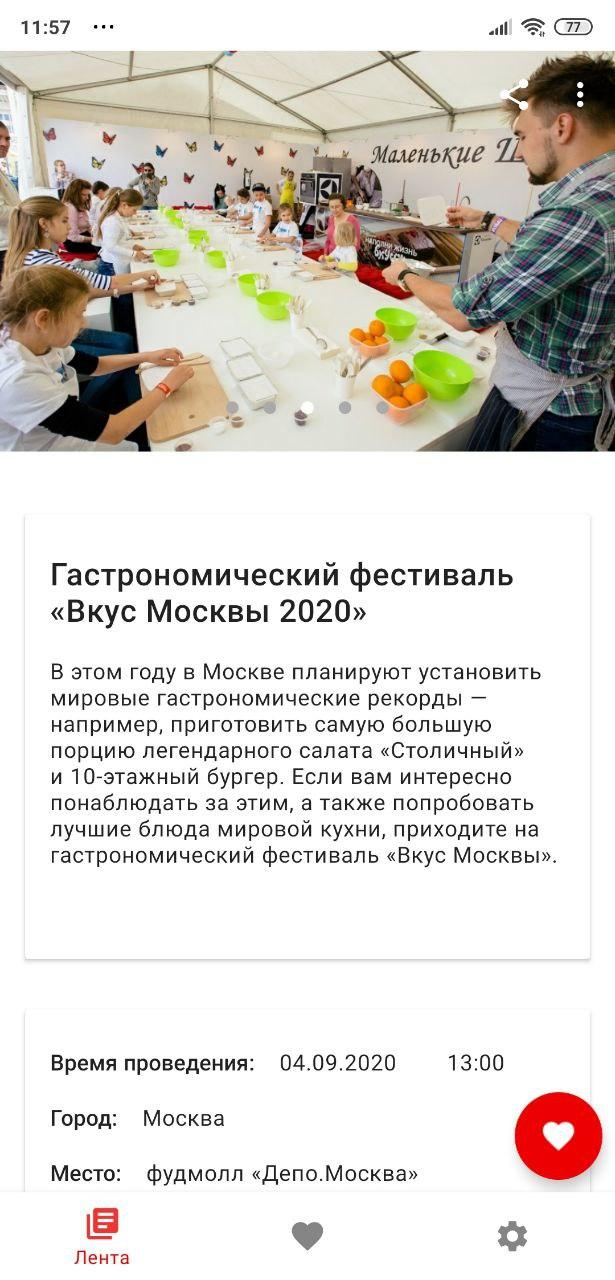 11:57 ...
77
Маленькие
НАПОЛНИ ЖИЗНЬ
ВКУСОМ
Гастрономический фестиваль
«Вкус Москвы 2020»
В этом году в Москве планируют установить
мировые гастрономические рекорды —
например, приготовить самую большую
порцию легендарного салата «Столичный»
и 10-этажный бургер. Если вам интересно
понаблюдать за этим, а также попробовать
лучшие блюда мировой кухни, приходите на
гастрономический фестиваль «Вкус Москвы».
Время проведения: 04.09.2020 13:00
Город: Москва
Место: фудмолл «Депо.Москва»
Лента